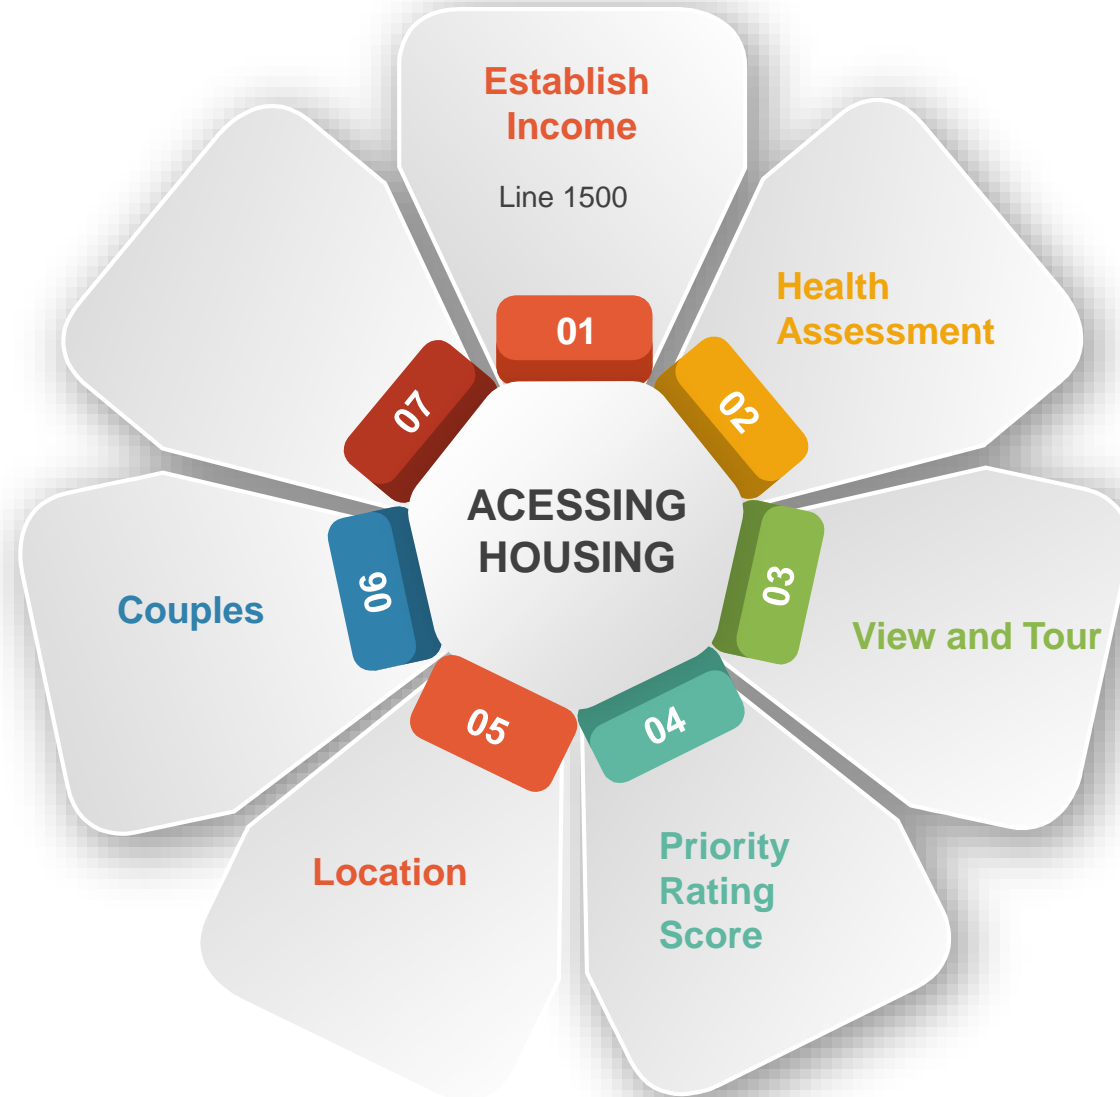 Establish
Income
Line 1500
01
Health
Assessment
02
View and Tour
03
Priority
Rating
Score
04
Location
05
Couples
06
07
ACESSING
HOUSING